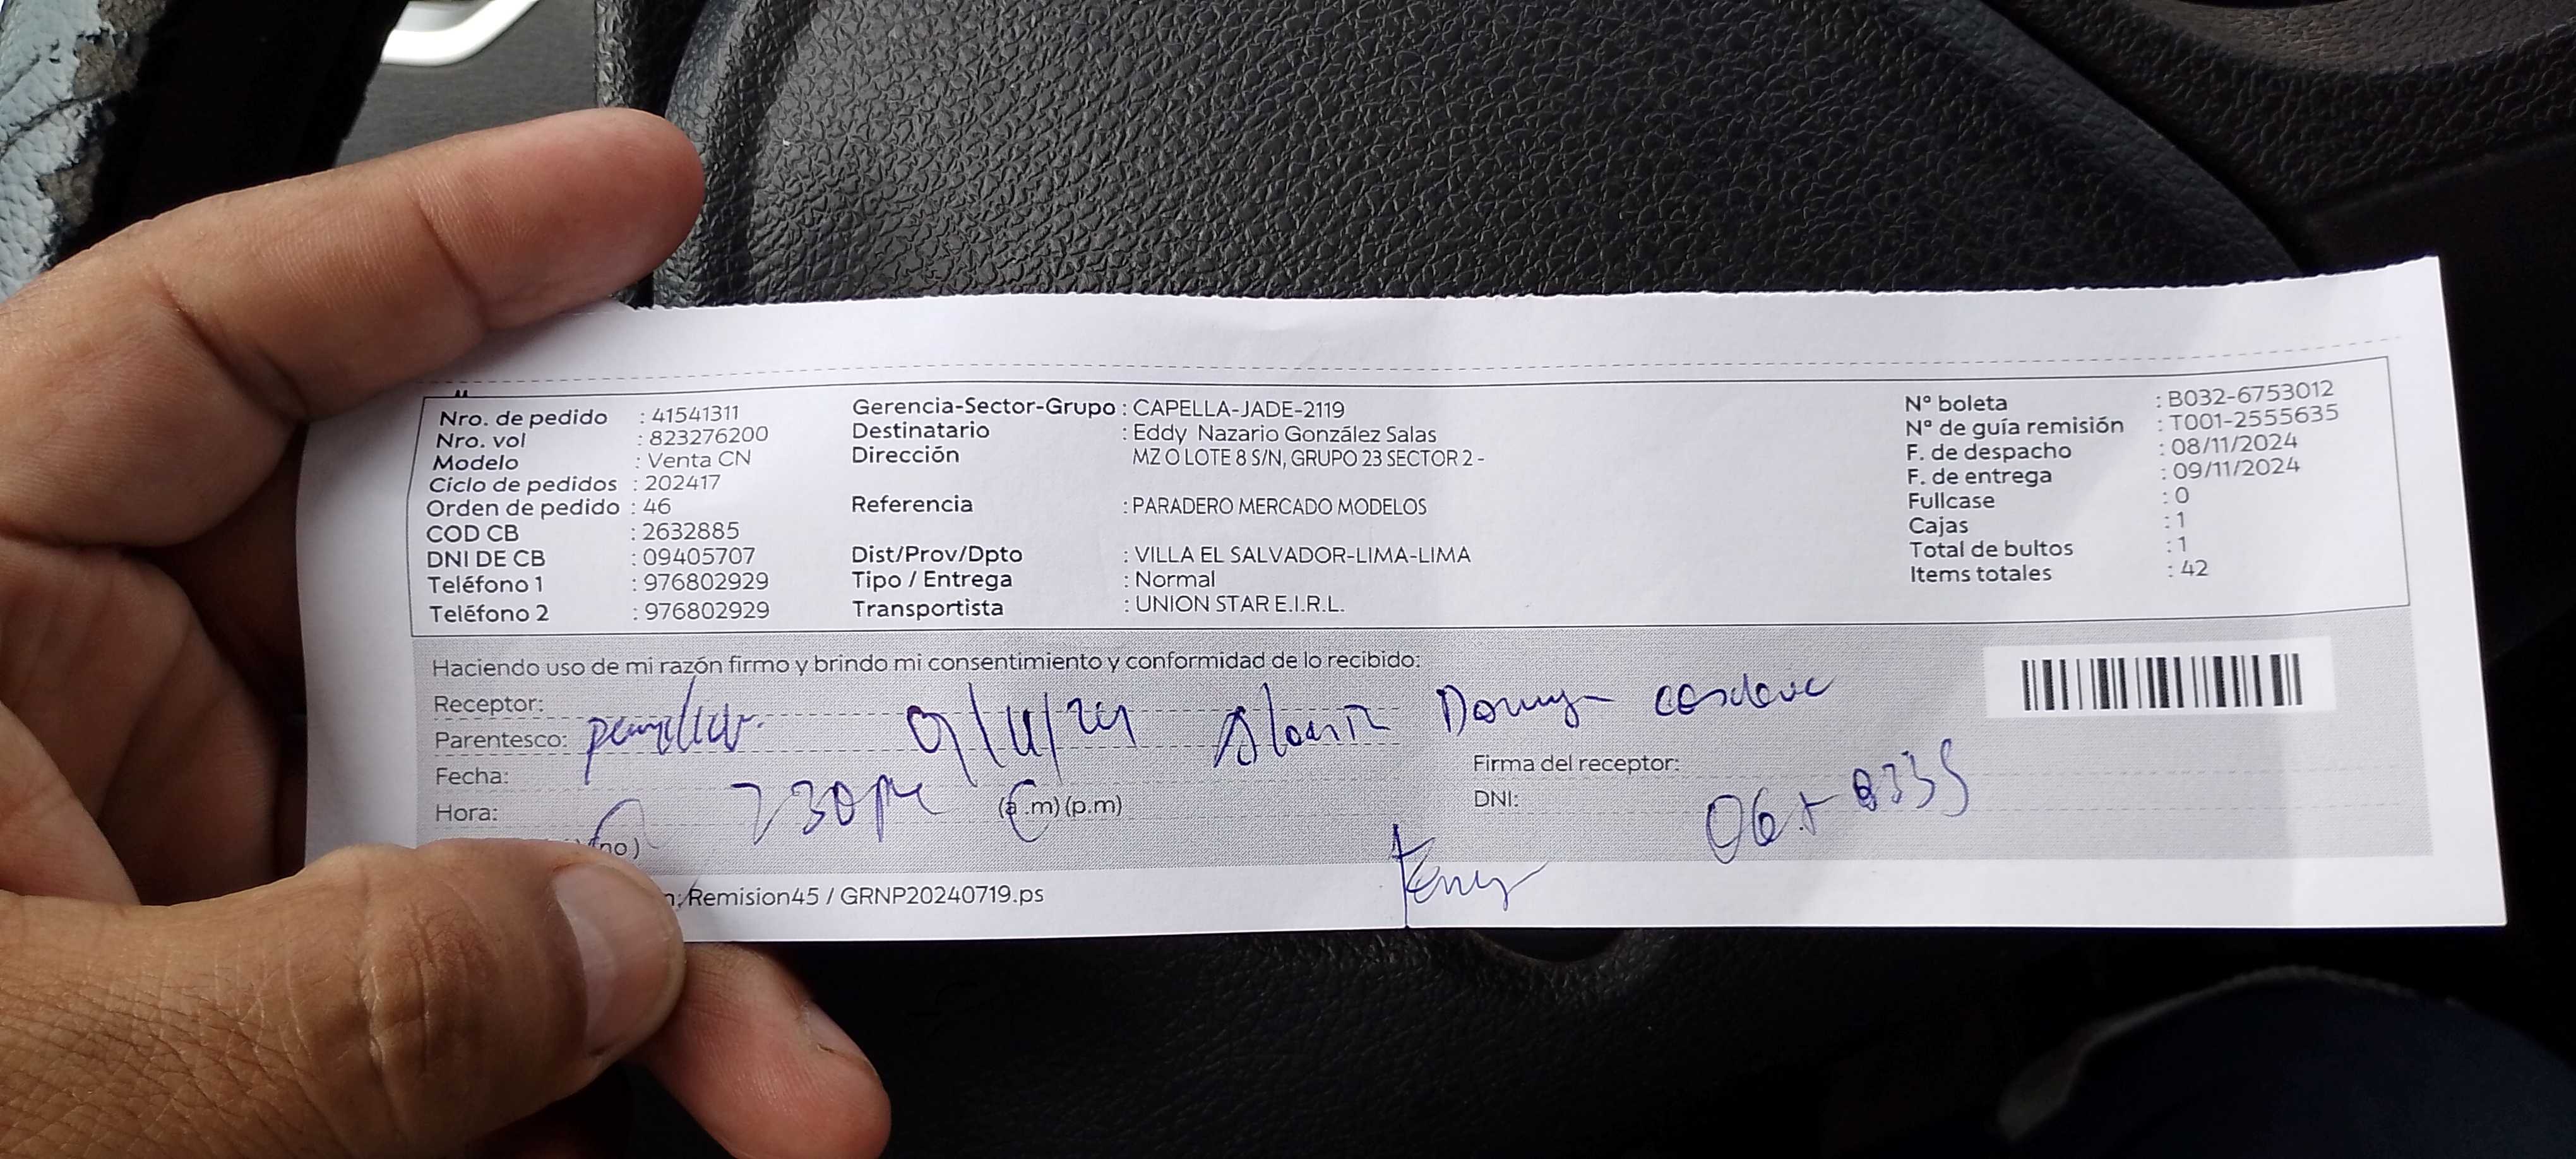 Nro. de pedido : 41541311
Nro. vol : 823276200
Modelo : Venta CN
Ciclo de pedidos : 202417
Orden de pedido : 46
COD CB : 2632885
DNI DE CB : 09405707
Teléfono 1 : 976802929
Teléfono 2 : 976802929
Gerencia-Sector-Grupo : CAPELLA-JADE-2119
Destinatario : Eddy Nazario González Salas
Dirección MZ O LOTE 8 S/N, GRUPO 23 SECTOR 2 -
Referencia : PARADERO MERCADO MODELOS
Dist/Prov/Dpto : VILLA EL SALVADOR-LIMA-LIMA
Tipo / Entrega : Normal
Transportista : UNION STAR E.I.R.L.
Nº boleta : B032-6753012
Nº de guía remisión : T001-2555635
F. de despacho : 08/11/2024
F. de entrega : 09/11/2024
Fullcase : 0
Cajas : 1
Total de bultos : 1
Items totales : 42
Haciendo uso de mi razón firmo y brindo mi consentimiento y conformidad de lo recibido:
Receptor:
Parentesco: 9/11/24
Fecha:
Hora: 730pm (a.m) (p.m)
no)
Firma del receptor:
DNI:
Remision45 / GRNP20240719.ps